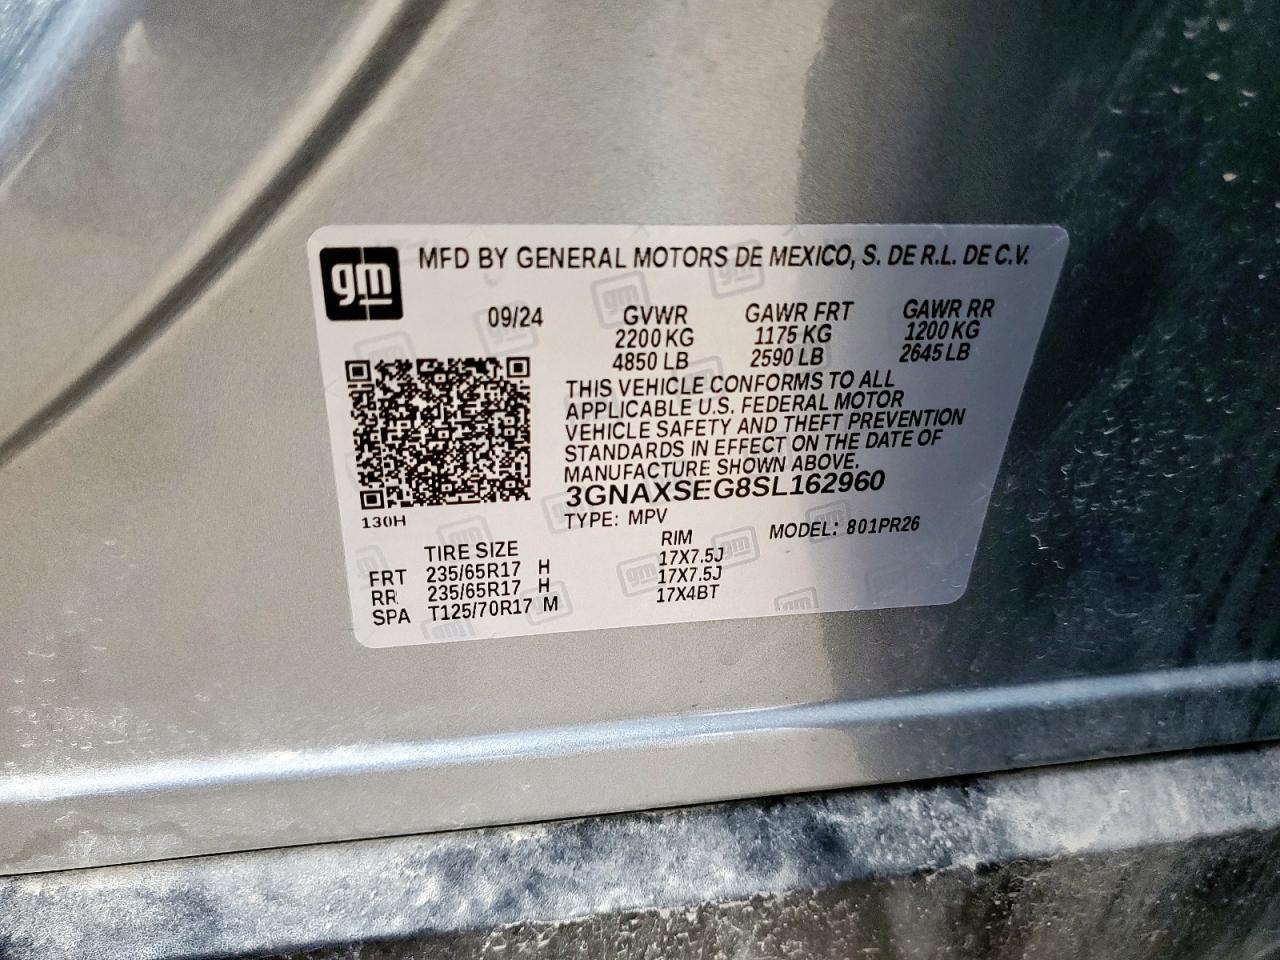 gm
MFD BY GENERAL MOTORS DE MEXICO, S. DE R.L. DE C.V.
09/24 GVWR GAWR FRT GAWR RR
2200 KG 1175 KG 1200 KG
4850 LB 2590 LB 2645 LB
THIS VEHICLE CONFORMS TO ALL
APPLICABLE U.S. FEDERAL MOTOR
VEHICLE SAFETY AND THEFT PREVENTION
STANDARDS IN EFFECT ON THE DATE OF
MANUFACTURE SHOWN ABOVE.
3GNAXSEG8SL162960
130H
TYPE: MPV MODEL: 801PR26
TIRE SIZE RIM
FRT 235/65R17 H 17X7.5J
RR 235/65R17 H 17X7.5J
SPA T125/70R17 M 17X4BT